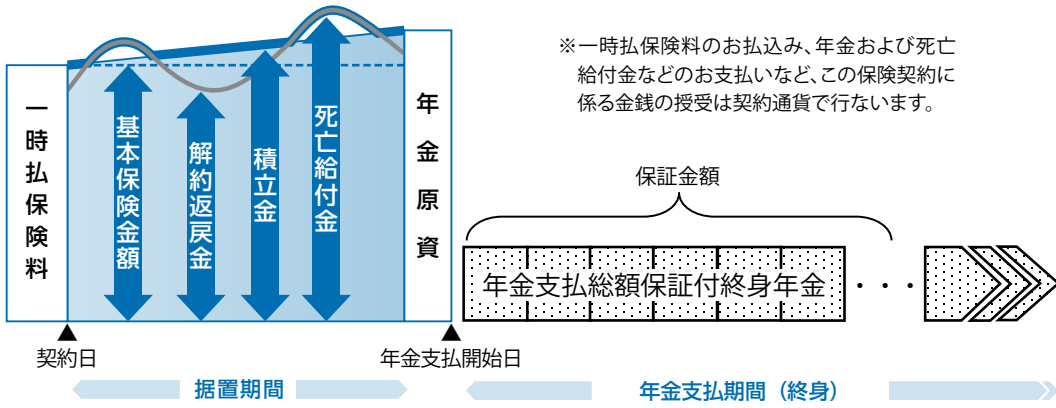 ※一時払保険料のお払込み、年金および死亡
給付金などのお支払いなど、この保険契約に
係る金銭の授受は契約通貨で行ないます。
一時払保険料
基本保険金額
解約返戻金
積立金
死亡給付金
年金原資
保証金額
年金支払総額保証付終身年金
・・・
契約日
年金支払開始日
据置期間
年金支払期間（終身）